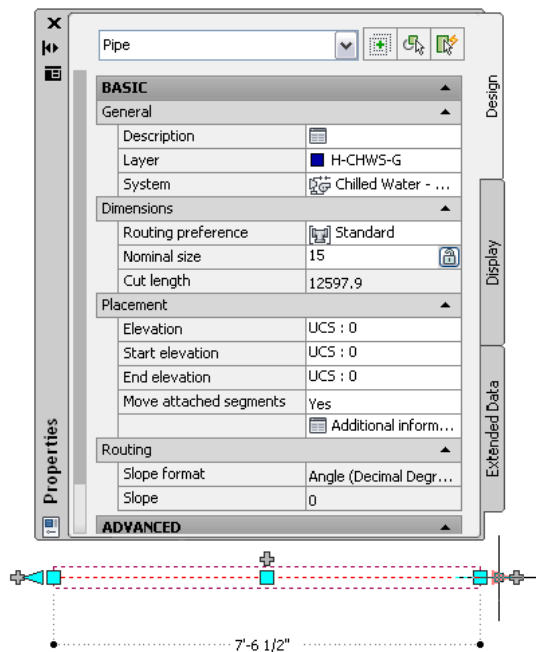 Pipe
BASIC
General
Description
Layer H-CHWS-G
System Chilled Water - ...
Dimensions
Routing preference Standard
Nominal size 15
Cut length 12597.9
Placement
Elevation UCS : 0
Start elevation UCS : 0
End elevation UCS : 0
Move attached segments Yes
Additional inform...
Routing
Slope format Angle (Decimal Degr...
Slope 0
ADVANCED
Properties
Design
Display
Extended Data
7'-6 1/2"